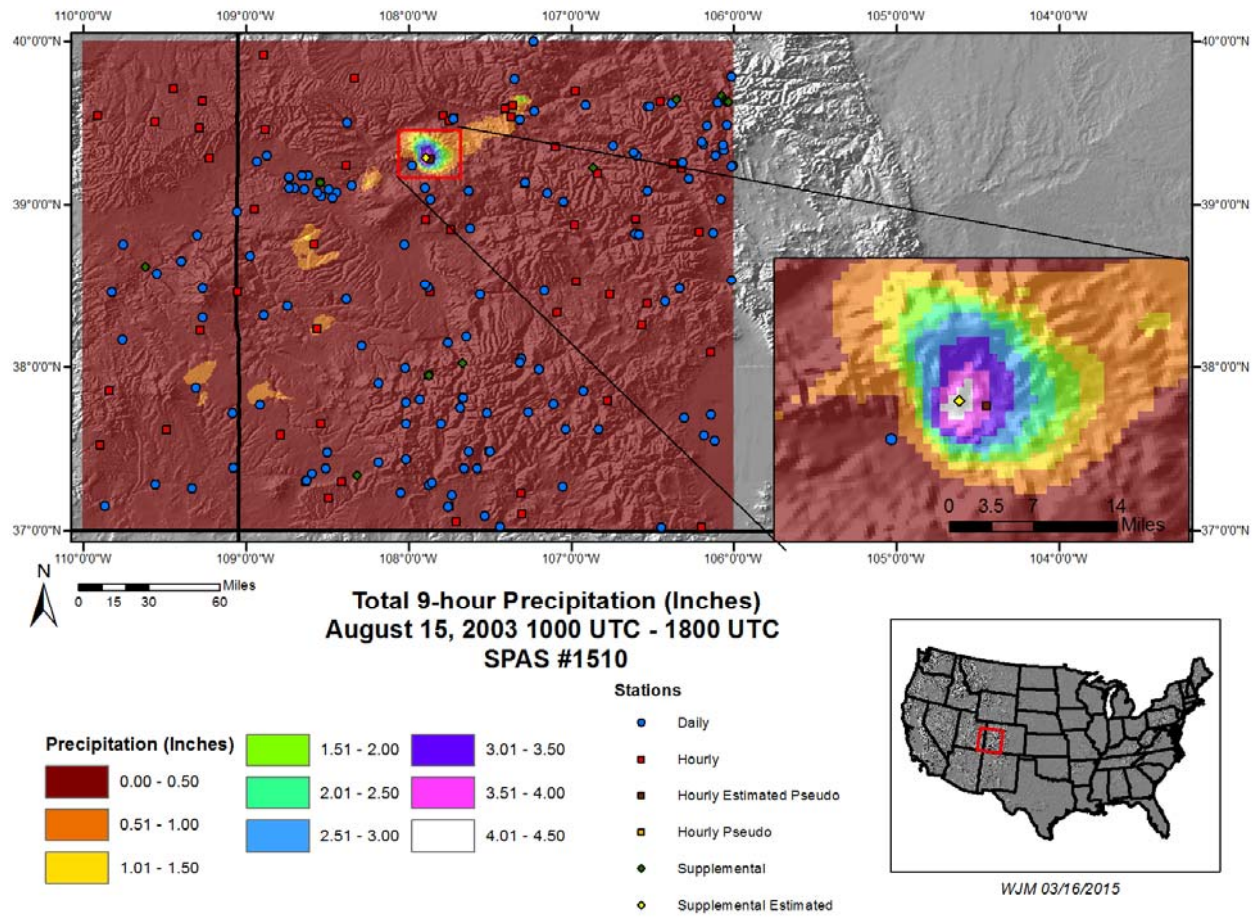 110°0'0"W 109°0'0"W 108°0'0"W 107°0'0"W 106°0'0"W 105°0'0"W 104°0'0"W
40°0'0"N 40°0'0"N
39°0'0"N 39°0'0"N
38°0'0"N 38°0'0"N
37°0'0"N 37°0'0"N
0 3.5 7 14
Miles
110°0'0"W 109°0'0"W 108°0'0"W 107°0'0"W 106°0'0"W 105°0'0"W 104°0'0"W
N
Miles
0 15 30 60
Total 9-hour Precipitation (Inches)
August 15, 2003 1000 UTC - 1800 UTC
SPAS #1510
Precipitation (Inches)
0.00 - 0.50
0.51 - 1.00
1.01 - 1.50
1.51 - 2.00
2.01 - 2.50
2.51 - 3.00
3.01 - 3.50
3.51 - 4.00
4.01 - 4.50
Stations
Daily
Hourly
Hourly Estimated Pseudo
Hourly Pseudo
Supplemental
Supplemental Estimated
WJM 03/16/2015